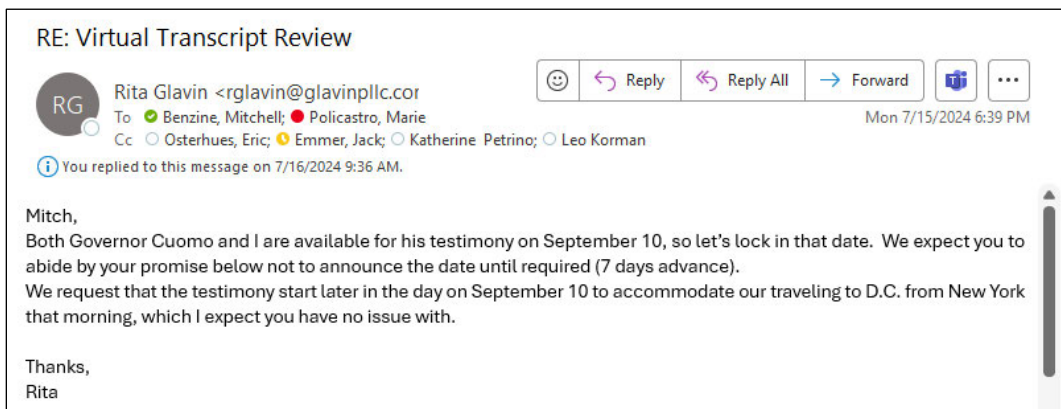 RE: Virtual Transcript Review
RG
Rita Glavin <rglavin@glavinpllc.cor
Reply
Reply All
Forward
To Benzine, Mitchell; Policastro, Marie
Mon 7/15/2024 6:39 PM
Cc Osterhues, Eric; Emmer, Jack; Katherine Petrino; Leo Korman
You replied to this message on 7/16/2024 9:36 AM.
Mitch,
Both Governor Cuomo and I are available for his testimony on September 10, so let's lock in that date. We expect you to
abide by your promise below not to announce the date until required (7 days advance).
We request that the testimony start later in the day on September 10 to accommodate our traveling to D.C. from New York
that morning, which I expect you have no issue with.
Thanks,
Rita